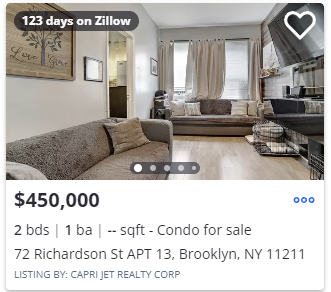 123 days on Zillow
Love Grows
$450,000
2 bds | 1 ba | -- sqft - Condo for sale
72 Richardson St APT 13, Brooklyn, NY 11211
LISTING BY: CAPRI JET REALTY CORP